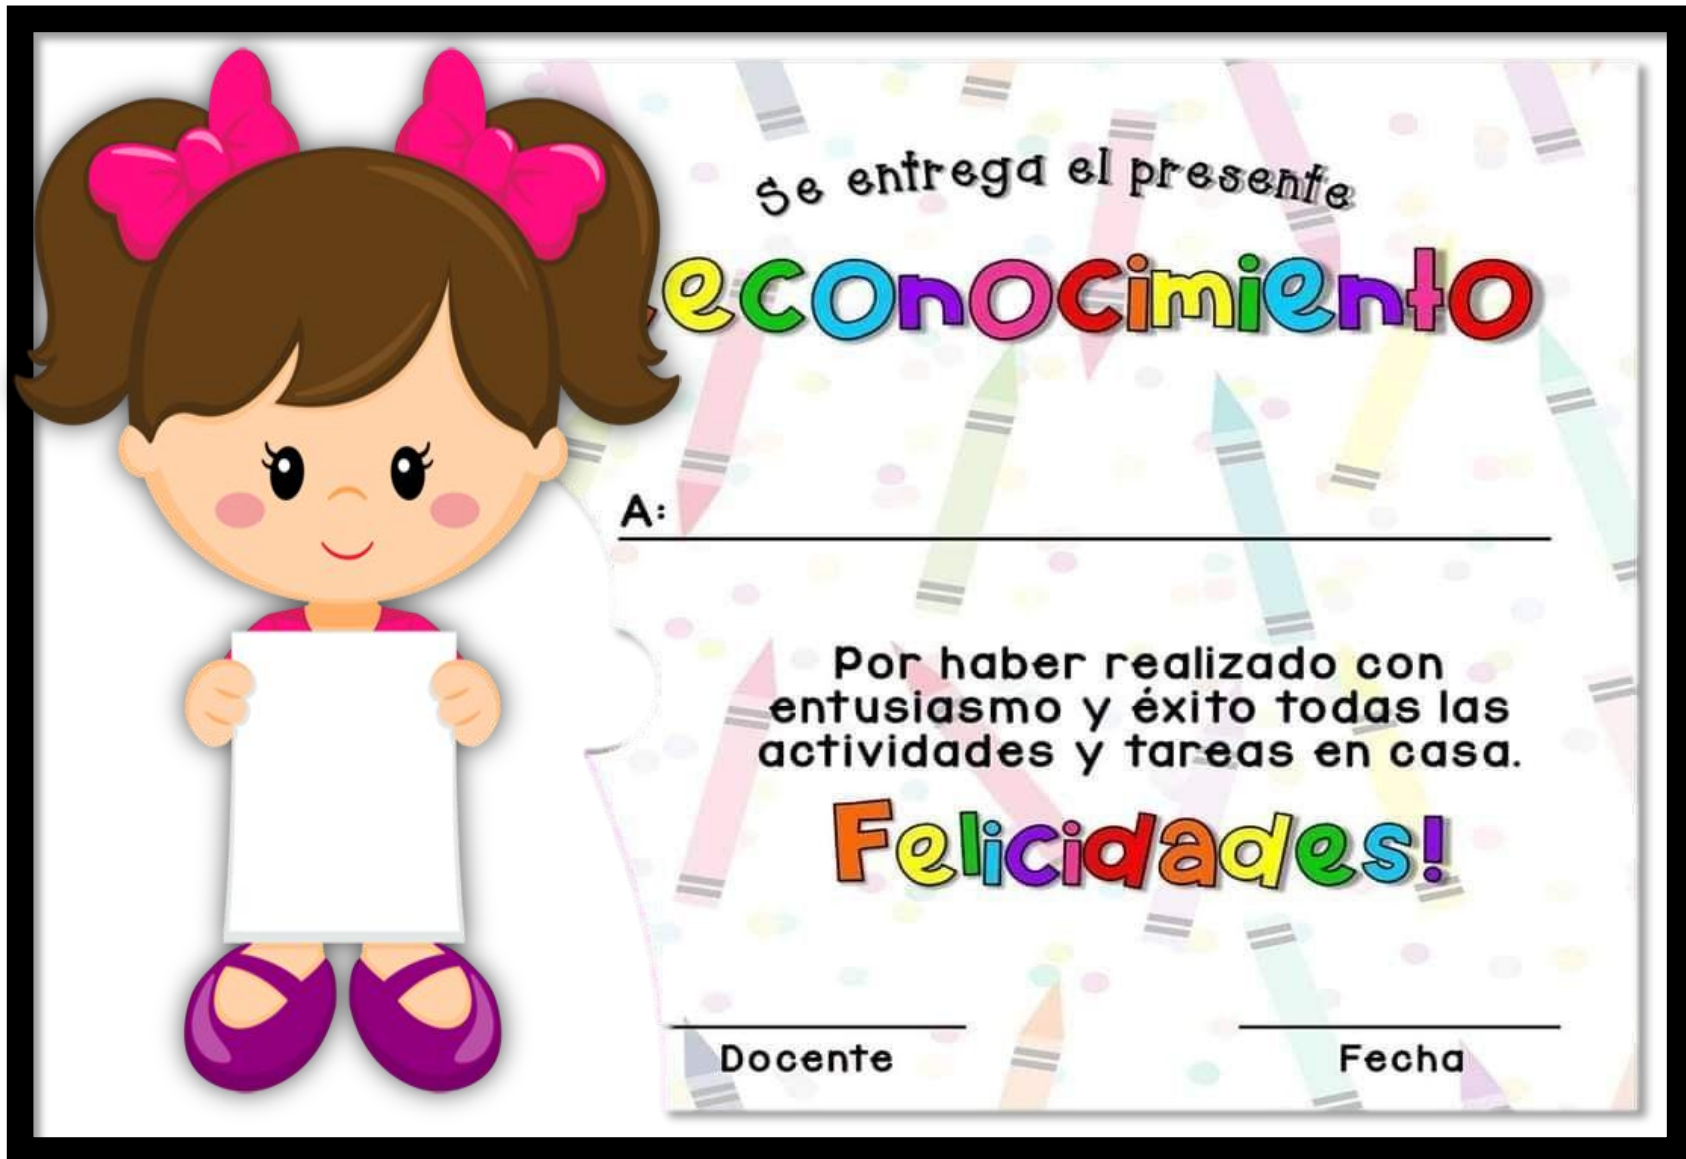 Se entrega el presente
Reconocimiento
A:
Por haber realizado con
entusiasmo y éxito todas las
actividades y tareas en casa.
Felicidades!
Docente
Fecha